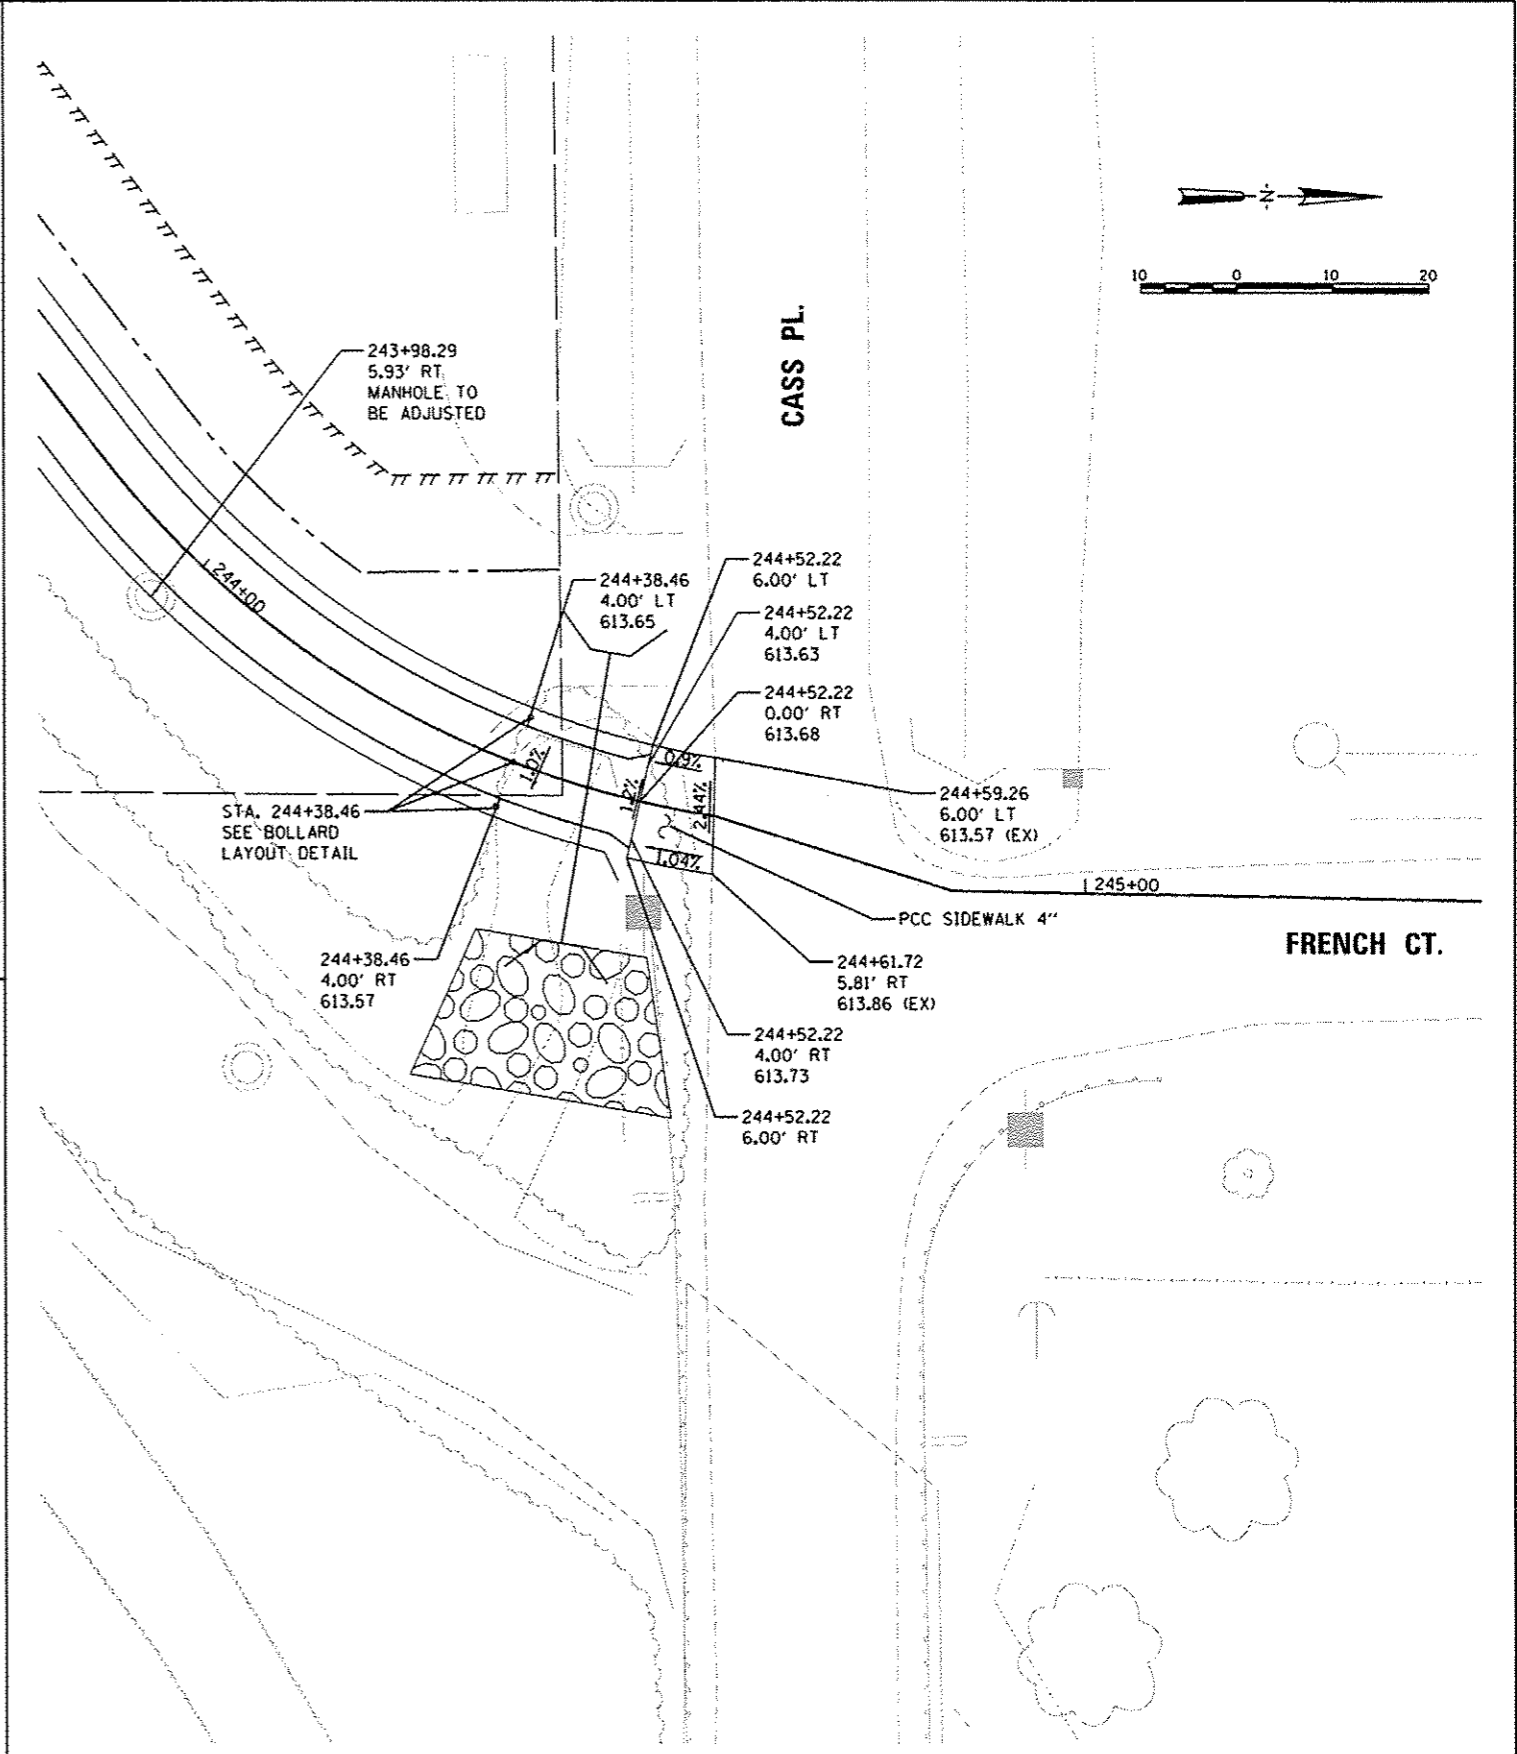 N
10 0 10 20
CASS PL.
243+98.29
5.93' RT
MANHOLE TO
BE ADJUSTED
244+00
244+38.46
4.00' LT
613.65
244+52.22
6.00' LT
244+52.22
4.00' LT
613.63
244+52.22
0.00' RT
613.68
1.0%
0.9%
1.2%
2.44%
1.04%
STA. 244+38.46
SEE BOLLARD
LAYOUT DETAIL
244+59.26
6.00' LT
613.57 (EX)
245+00
PCC SIDEWALK 4"
FRENCH CT.
244+38.46
4.00' RT
613.57
244+61.72
5.81' RT
613.86 (EX)
244+52.22
4.00' RT
613.73
244+52.22
6.00' RT